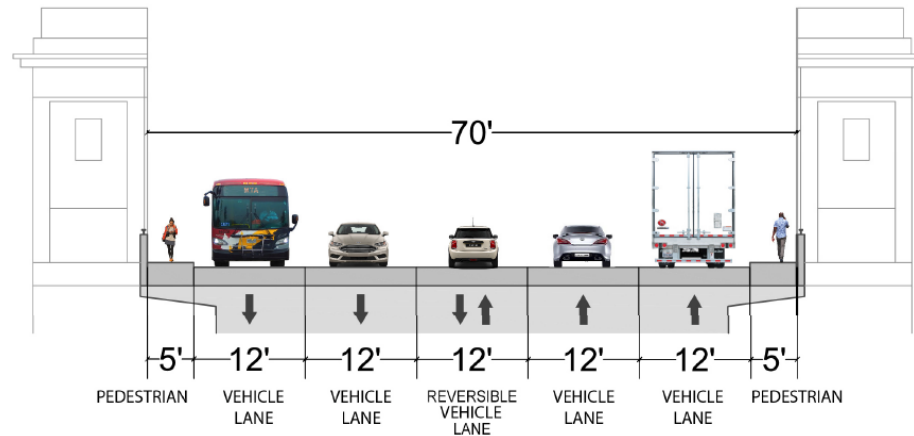 70'
MTA
5'
12'
12'
12'
12'
12'
5'
PEDESTRIAN
VEHICLE
LANE
VEHICLE
LANE
REVERSIBLE
VEHICLE
LANE
VEHICLE
LANE
VEHICLE
LANE
PEDESTRIAN